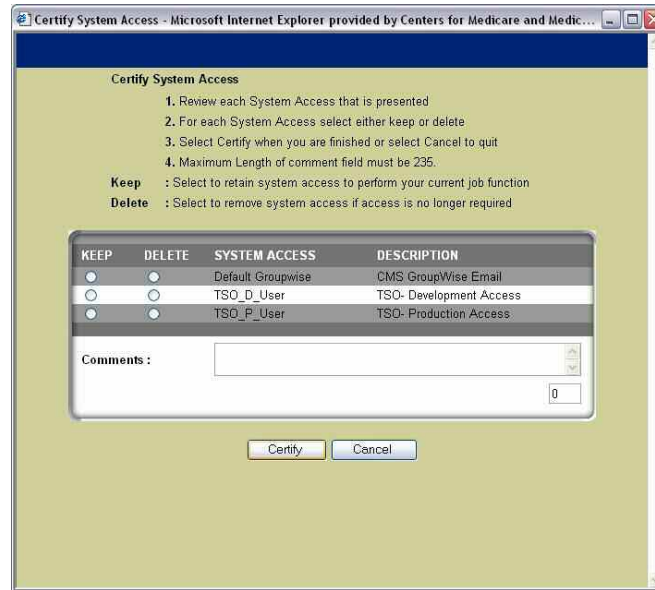 Certify System Access - Microsoft Internet Explorer provided by Centers for Medicare and Medic...
Certify System Access
1. Review each System Access that is presented
2. For each System Access select either keep or delete
3. Select Certify when you are finished or select Cancel to quit
4. Maximum Length of comment field must be 235.
Keep : Select to retain system access to perform your current job function
Delete : Select to remove system access if access is no longer required
KEEP DELETE SYSTEM ACCESS DESCRIPTION
Default Groupwise CMS GroupWise Email
TSO_D_User TSO- Development Access
TSO_P_User TSO- Production Access
Comments :
0
Certify Cancel